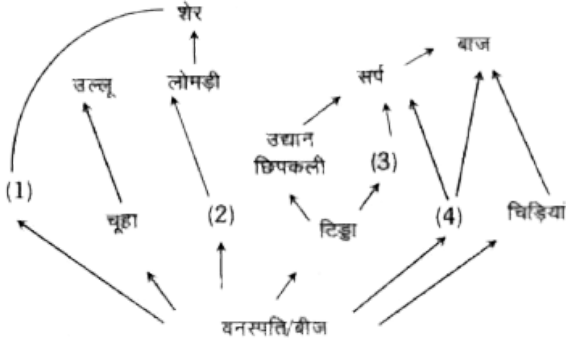 शेर
बाज
सर्प
उल्लू
लोमड़ी
उद्यान
छिपकली
(3)
(1)
चूहा
(2)
टिड्डा
(4)
चिड़ियां
वनस्पति/बीज